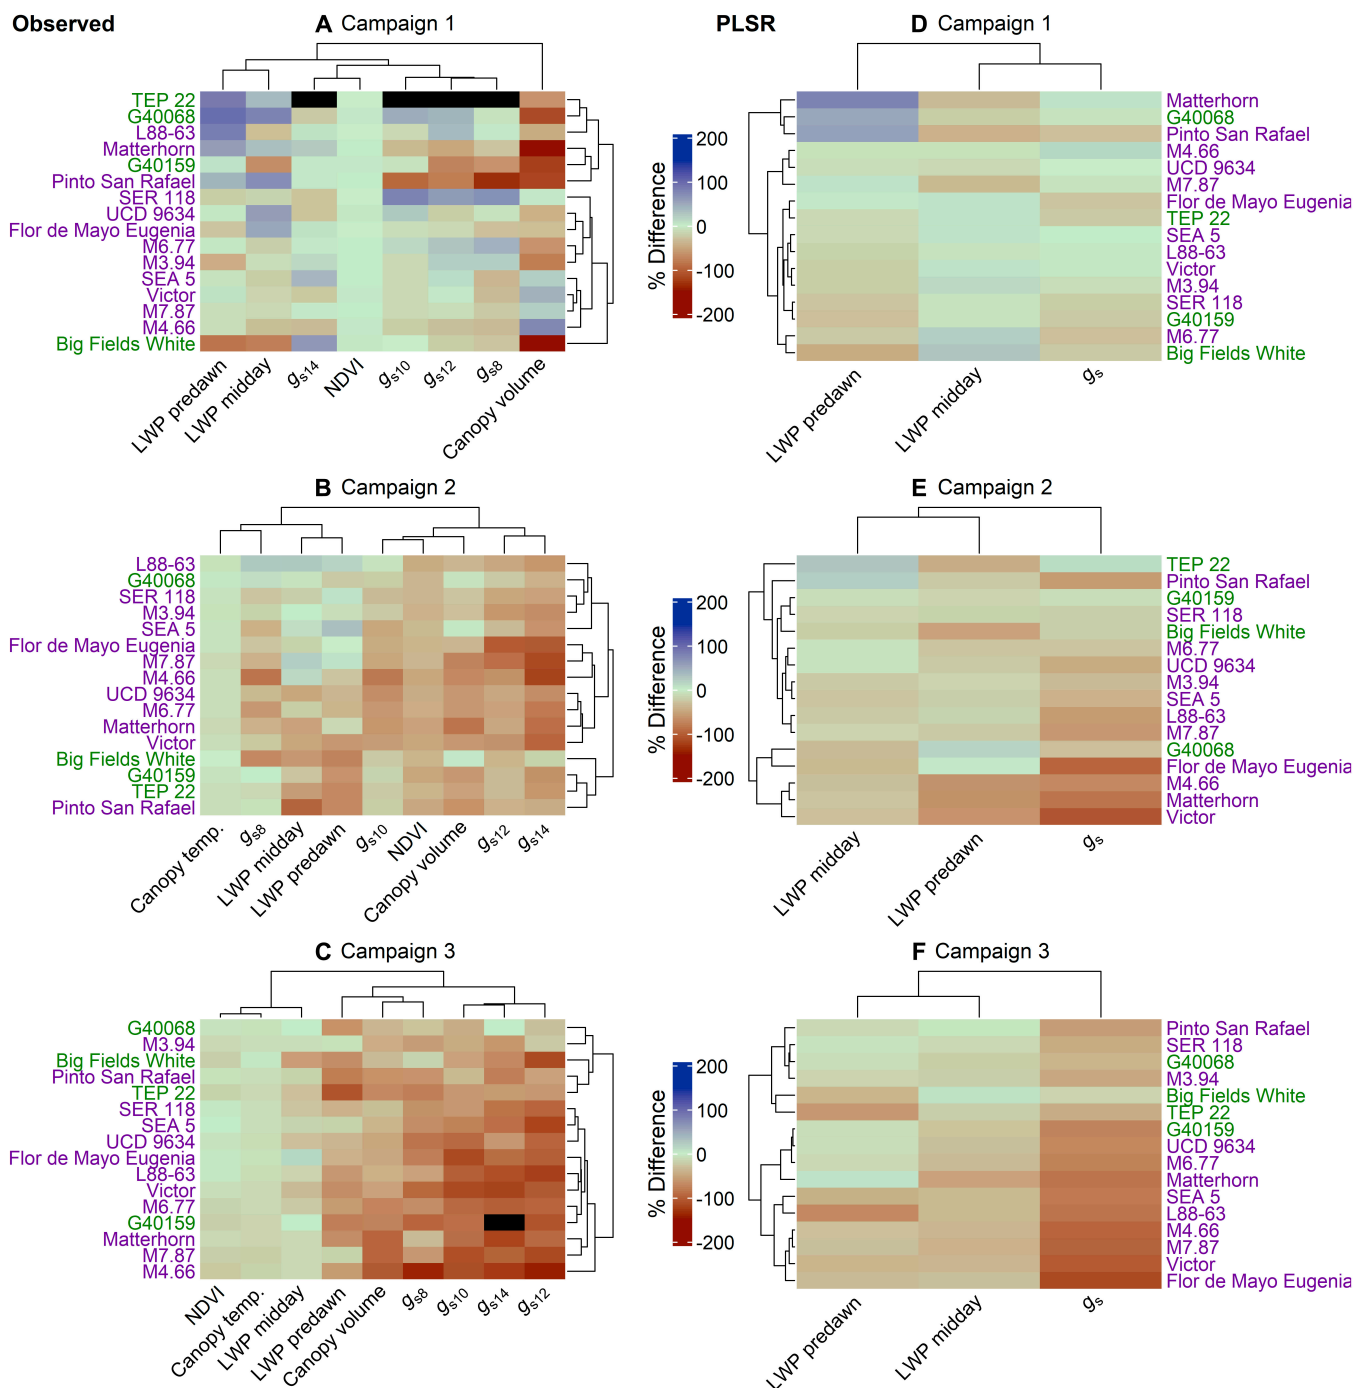 Observed
A Campaign 1
TEP 22
G40068
L88-63
Matterhorn
G40159
Pinto San Rafael
SER 118
UCD 9634
Flor de Mayo Eugenia
M6.77
M3.94
SEA 5
Victor
M7.87
M4.66
Big Fields White
LWP predawn
LWP midday
gs14
NDVI
gs10
gs12
gs8
Canopy volume
% Difference
200
100
0
-100
-200
PLSR
D Campaign 1
Matterhorn
G40068
Pinto San Rafael
M4.66
UCD 9634
M7.87
Flor de Mayo Eugenia
TEP 22
SEA 5
L88-63
Victor
M3.94
SER 118
G40159
M6.77
Big Fields White
LWP predawn
LWP midday
gs
B Campaign 2
L88-63
G40068
SER 118
M3.94
SEA 5
Flor de Mayo Eugenia
M7.87
M4.66
UCD 9634
M6.77
Matterhorn
Victor
Big Fields White
G40159
TEP 22
Pinto San Rafael
Canopy temp.
gs8
LWP midday
LWP predawn
gs10
NDVI
Canopy volume
gs12
gs14
% Difference
200
100
0
-100
-200
E Campaign 2
TEP 22
Pinto San Rafael
G40159
SER 118
Big Fields White
M6.77
UCD 9634
M3.94
SEA 5
L88-63
M7.87
G40068
Flor de Mayo Eugenia
M4.66
Matterhorn
Victor
LWP midday
LWP predawn
gs
C Campaign 3
G40068
M3.94
Big Fields White
Pinto San Rafael
TEP 22
SER 118
SEA 5
UCD 9634
Flor de Mayo Eugenia
L88-63
Victor
M6.77
G40159
Matterhorn
M7.87
M4.66
NDVI
Canopy temp.
LWP midday
LWP predawn
Canopy volume
gs8
gs10
gs14
gs12
% Difference
200
100
0
-100
-200
F Campaign 3
Pinto San Rafael
SER 118
G40068
M3.94
Big Fields White
TEP 22
G40159
UCD 9634
M6.77
Matterhorn
SEA 5
L88-63
M4.66
M7.87
Victor
Flor de Mayo Eugenia
LWP predawn
LWP midday
gs